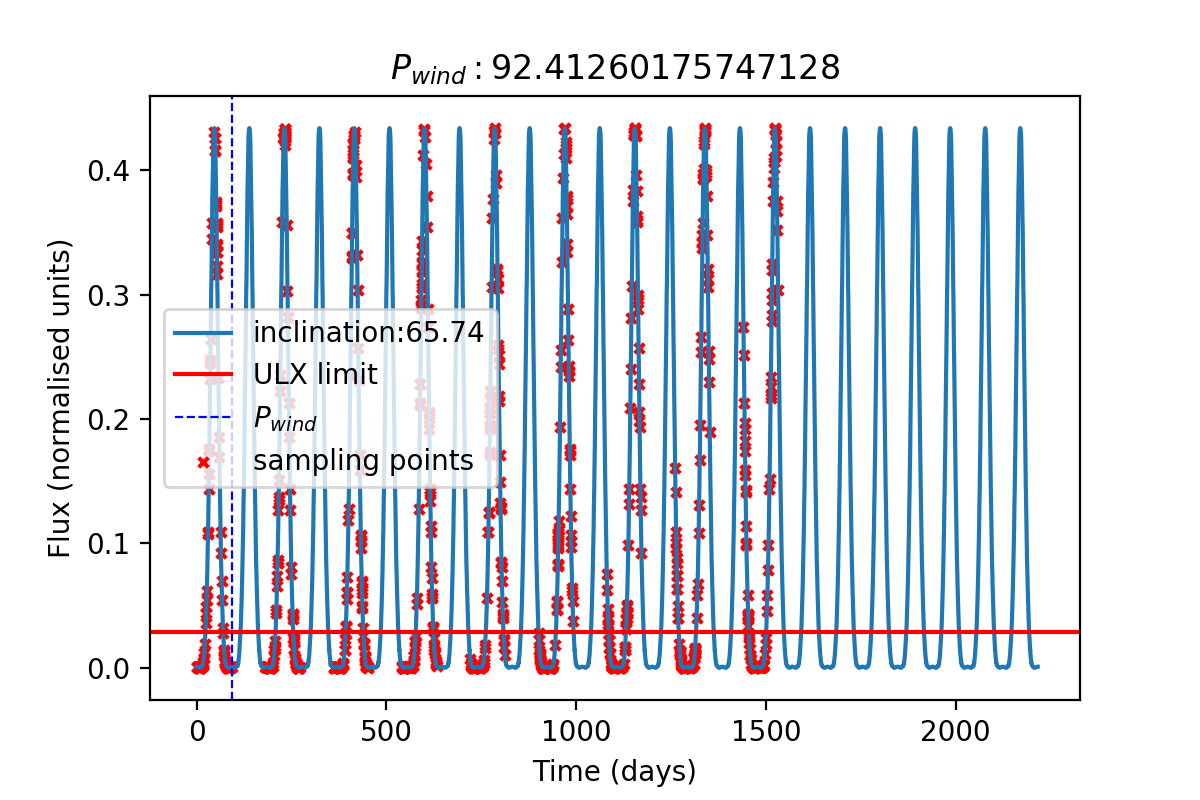 P_wind : 92.41260175747128
Flux (normalised units)
0.4
0.3
0.2
0.1
0.0
inclination:65.74
ULX limit
P_wind
sampling points
0 500 1000 1500 2000
Time (days)